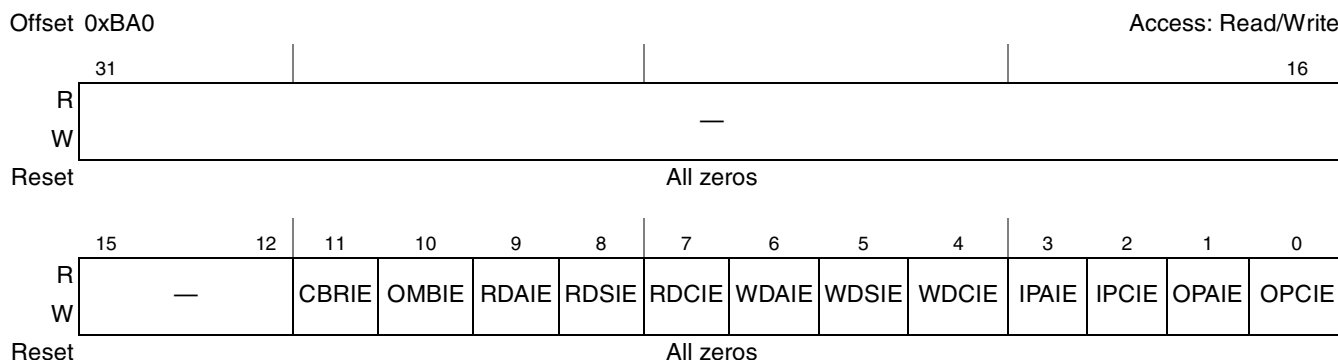 Offset 0xBA0 Access: Read/Write
31 16
R
—
W
Reset All zeros
15 12 11 10 9 8 7 6 5 4 3 2 1 0
R
— CBRIE OMBIE RDAIE RDSIE RDCIE WDAIE WDSIE WDCIE IPAIE IPCIE OPAIE OPCIE
W
Reset All zeros